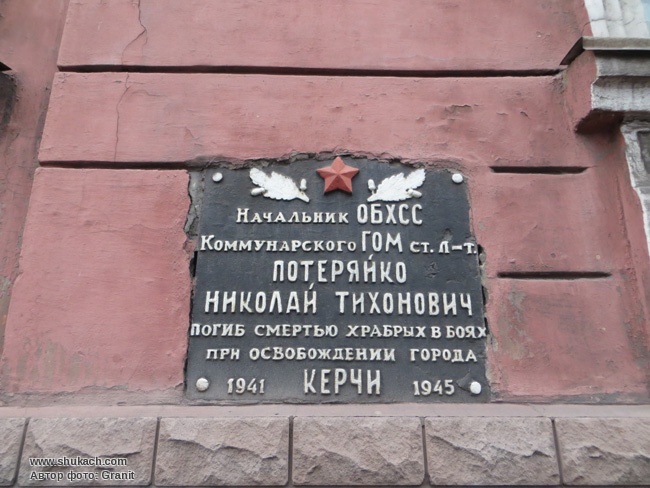 Начальник ОБХСС
Коммунарского ГОМ ст. л-т.
ПОТЕРЯЙКО
НИКОЛАЙ ТИХОНОВИЧ
ПОГИБ СМЕРТЬЮ ХРАБРЫХ В БОЯХ
ПРИ ОСВОБОЖДЕНИИ ГОРОДА
1941 КЕРЧИ 1945
www.shukach.com
Автор фото- Granit